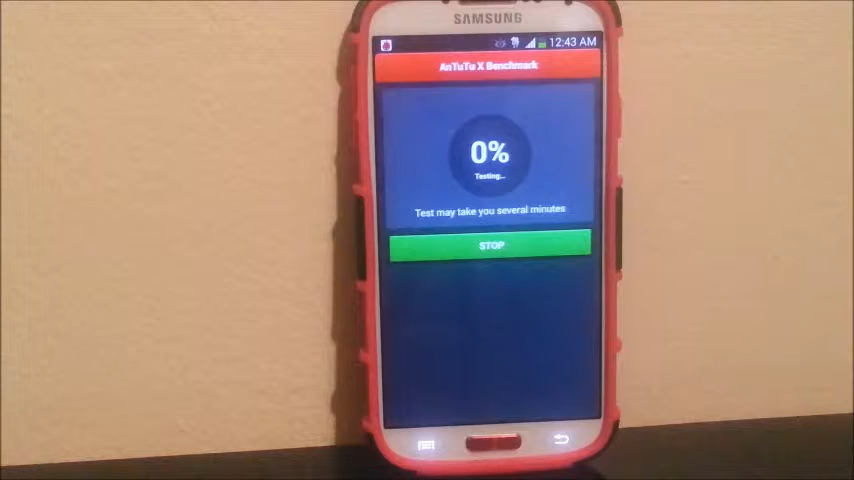 SAMSUNG
12:43 AM
AnTuTu X Benchmark
0%
Testing...
Test may take you several minutes
STOP